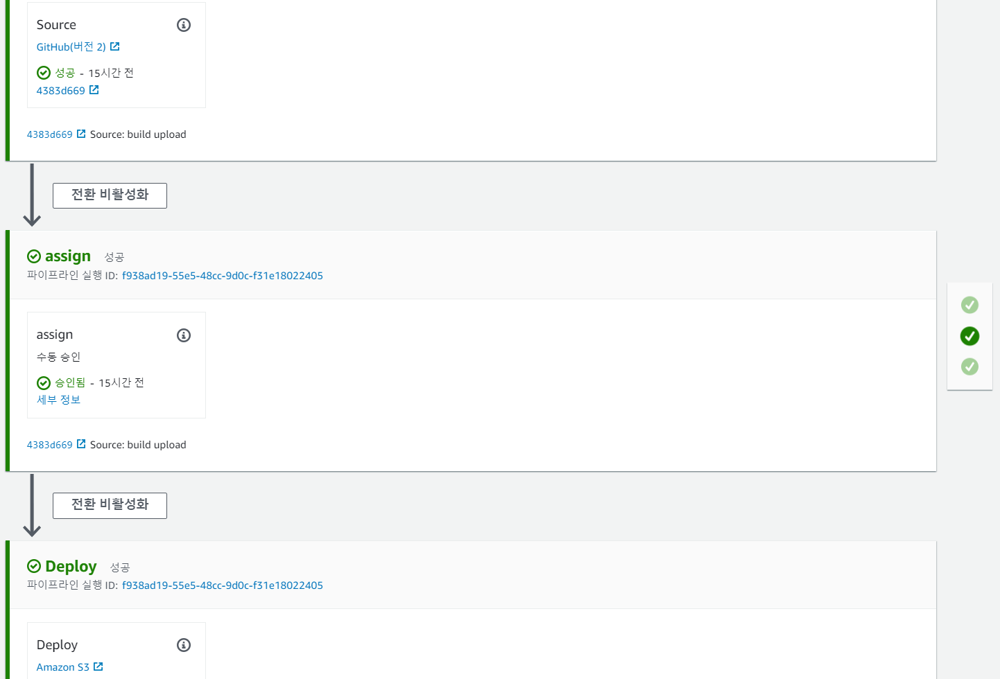 Source
GitHub(버전 2)
성공 - 15시간 전
4383d669
4383d669 Source: build upload
전환 비활성화
assign 성공
파이프라인 실행 ID: f938ad19-55e5-48cc-9d0c-f31e18022405
assign
수동 승인
승인됨 - 15시간 전
세부 정보
4383d669 Source: build upload
전환 비활성화
Deploy 성공
파이프라인 실행 ID: f938ad19-55e5-48cc-9d0c-f31e18022405
Deploy
Amazon S3